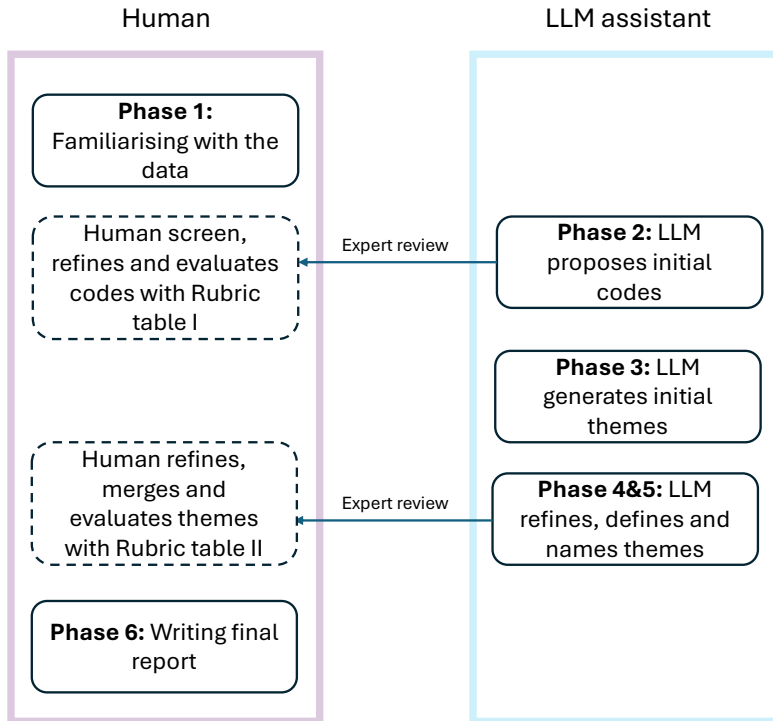 Human
LLM assistant
Phase 1:
Familiarising with the
data
Human screen,
refines and evaluates
codes with Rubric
table I
Expert review
Phase 2: LLM
proposes initial
codes
Phase 3: LLM
generates initial
themes
Human refines,
merges and
evaluates themes
with Rubric table II
Expert review
Phase 4&5: LLM
refines, defines and
names themes
Phase 6: Writing final
report